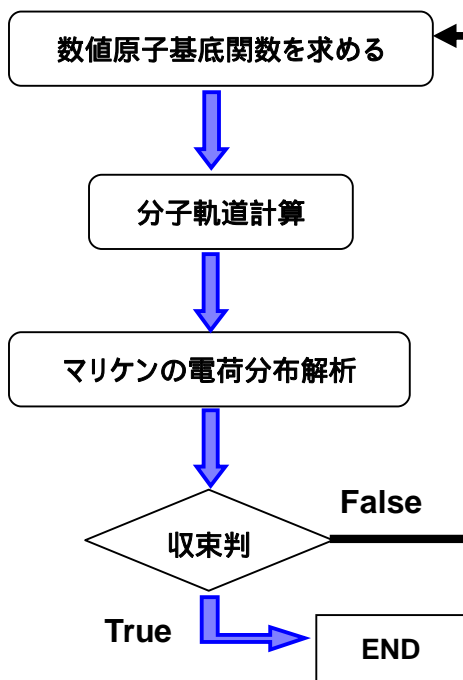 数値原子基底関数を求める
分子軌道計算
マリケンの電荷分布解析
収束判
False
True
END